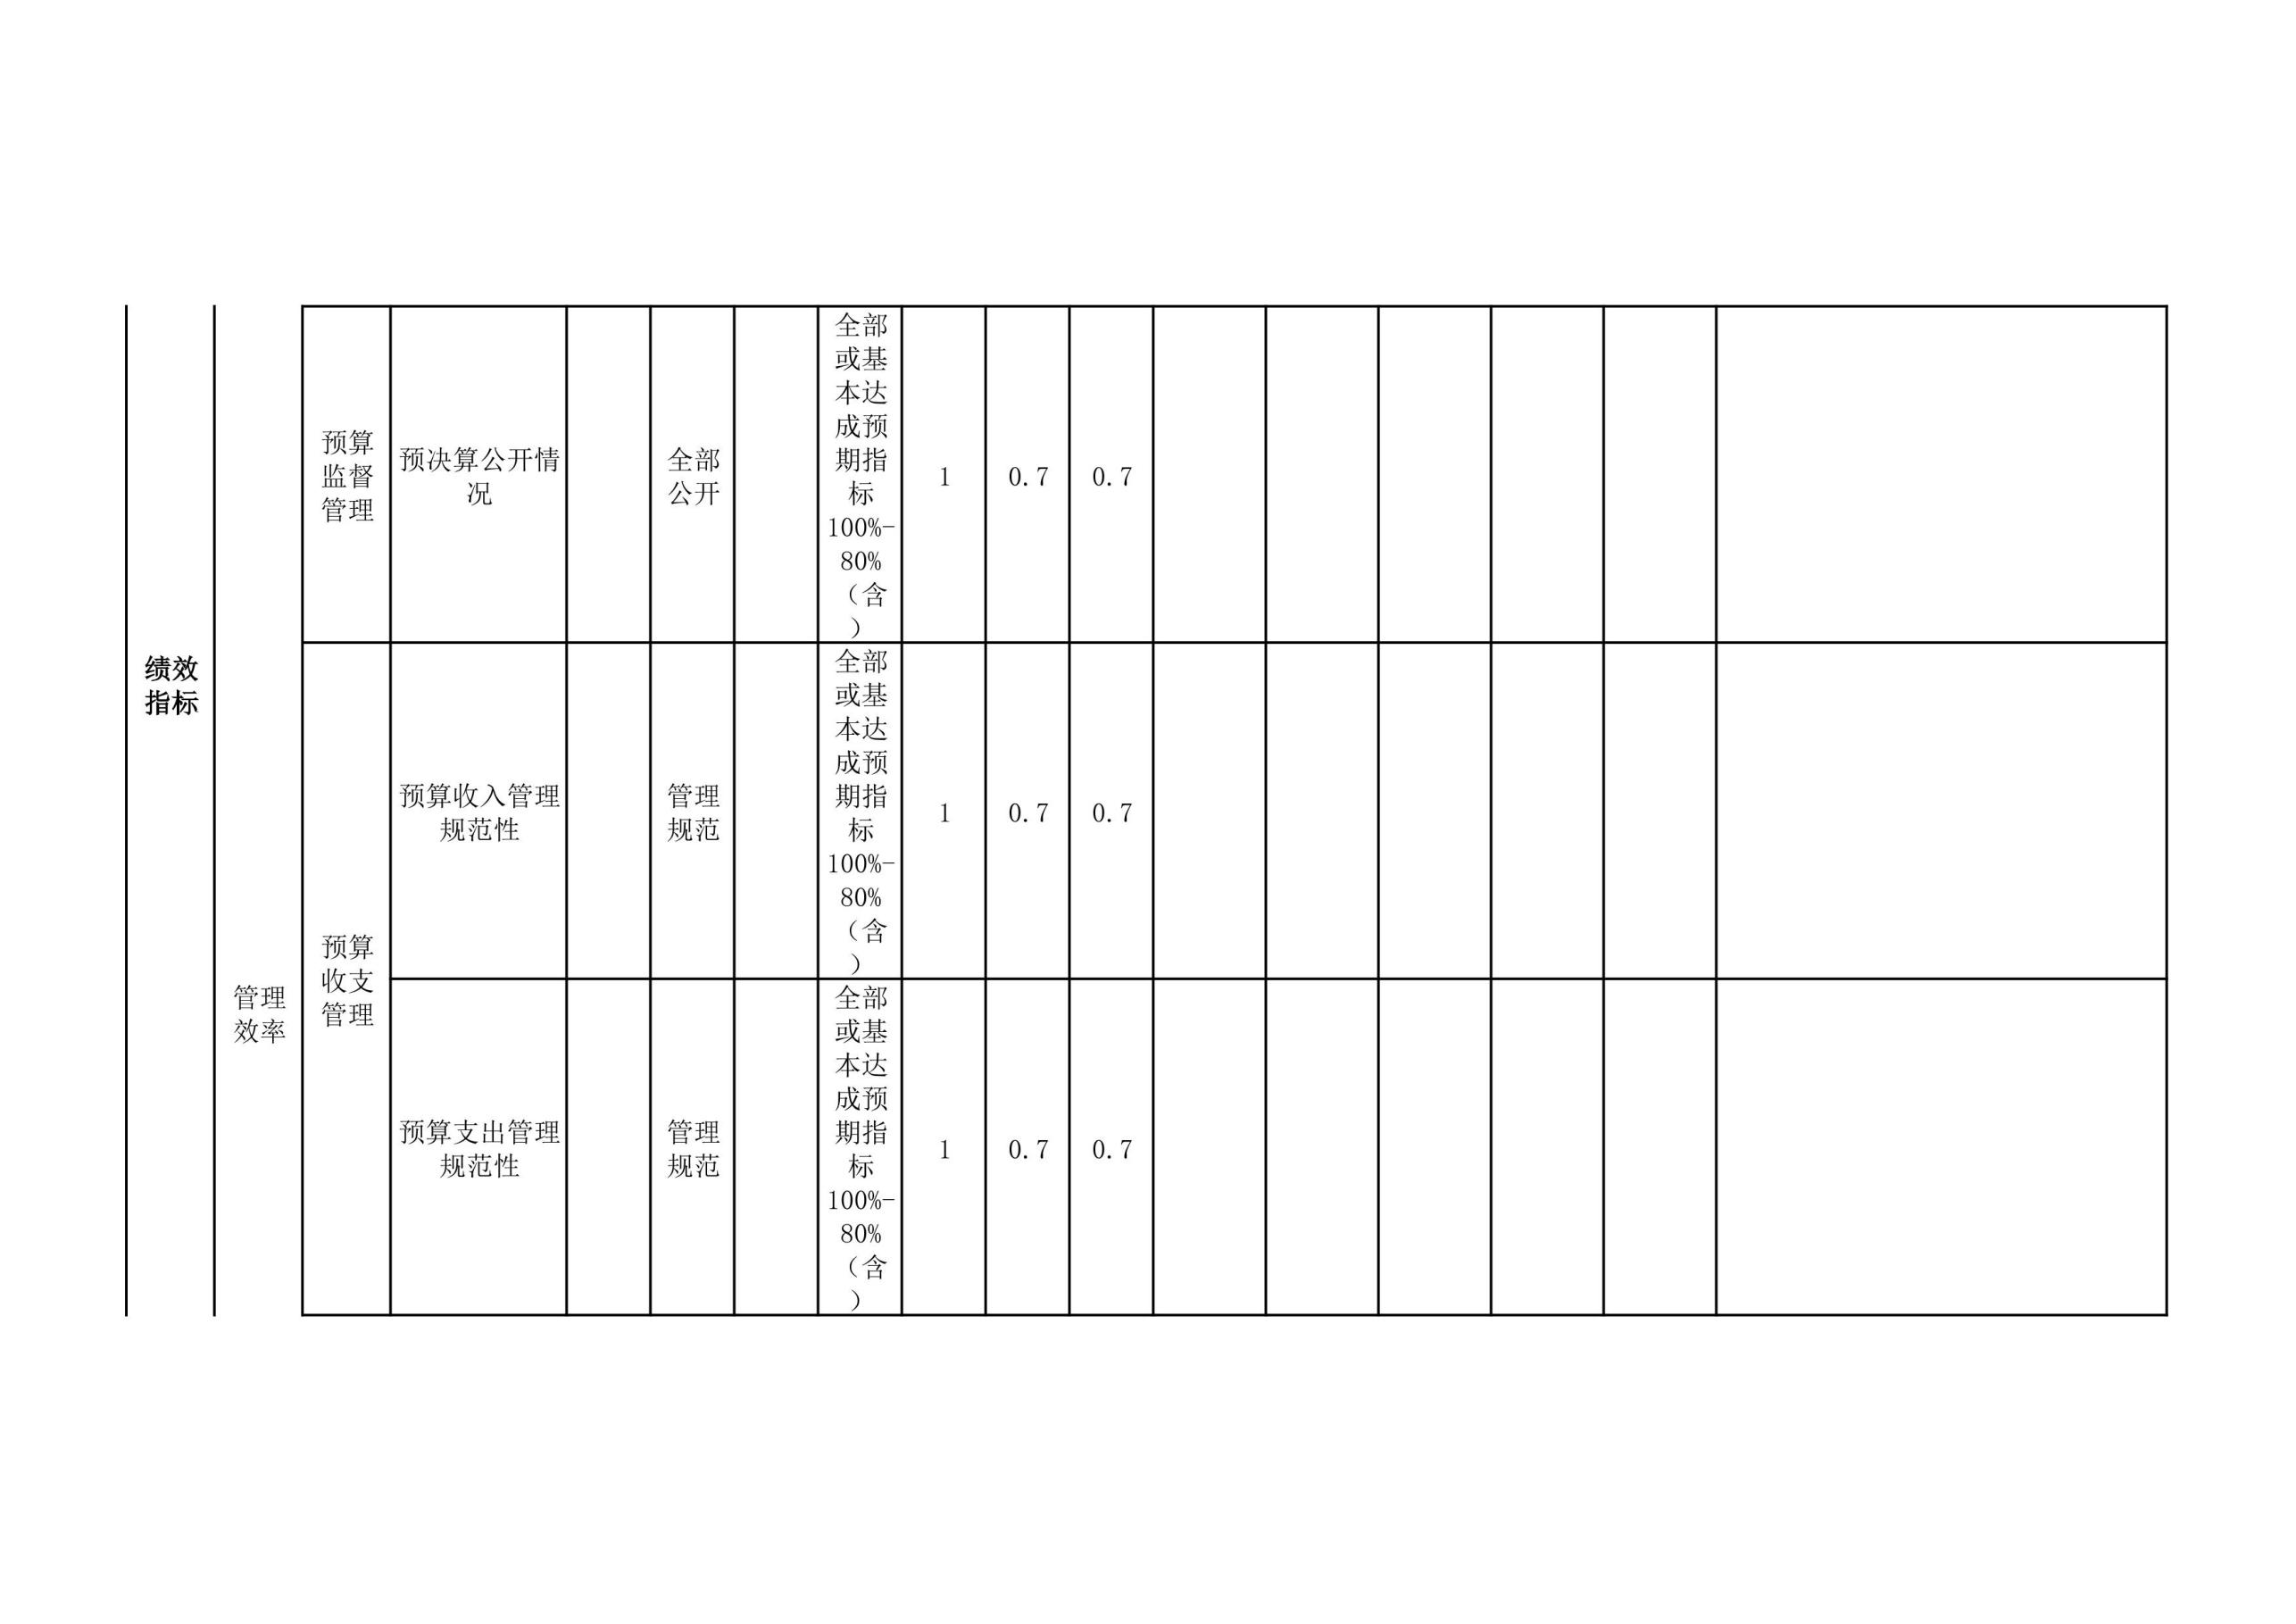 绩效
指标
管理
效率
预算
监督
管理
预决算公开情
况
全部
公开
全部
或基
本达
成预
期指
标
100%-
80%
（含
）
1
0.7
0.7
预算
收支
管理
预算收入管理
规范性
管理
规范
全部
或基
本达
成预
期指
标
100%-
80%
（含
）
1
0.7
0.7
预算支出管理
规范性
管理
规范
全部
或基
本达
成预
期指
标
100%-
80%
（含
）
1
0.7
0.7